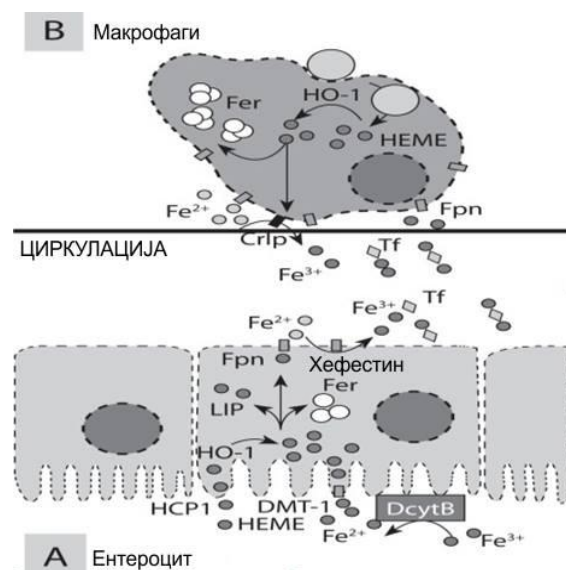 B Макрофаги
HO-1
Fer
HEME
Fe2+
Fpn
Crlp
ЦИРКУЛАЦИЈА
Tf
Fe3+
Fe3+
Tf
Fe2+
Fpn
Хефестин
Fer
LIP
HO-1
HCP1
DMT-1
DcytB
HEME
Fe2+
Fe3+
A Ентероцит